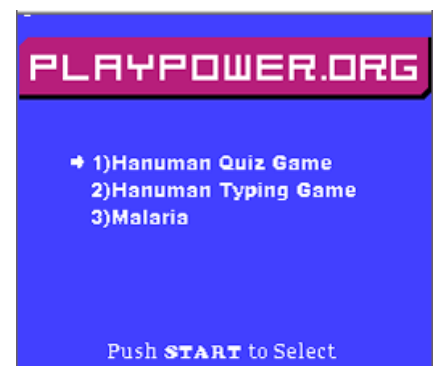 PLAYPOWER.ORG
1)Hanuman Quiz Game
2)Hanuman Typing Game
3)Malaria
Push START to Select